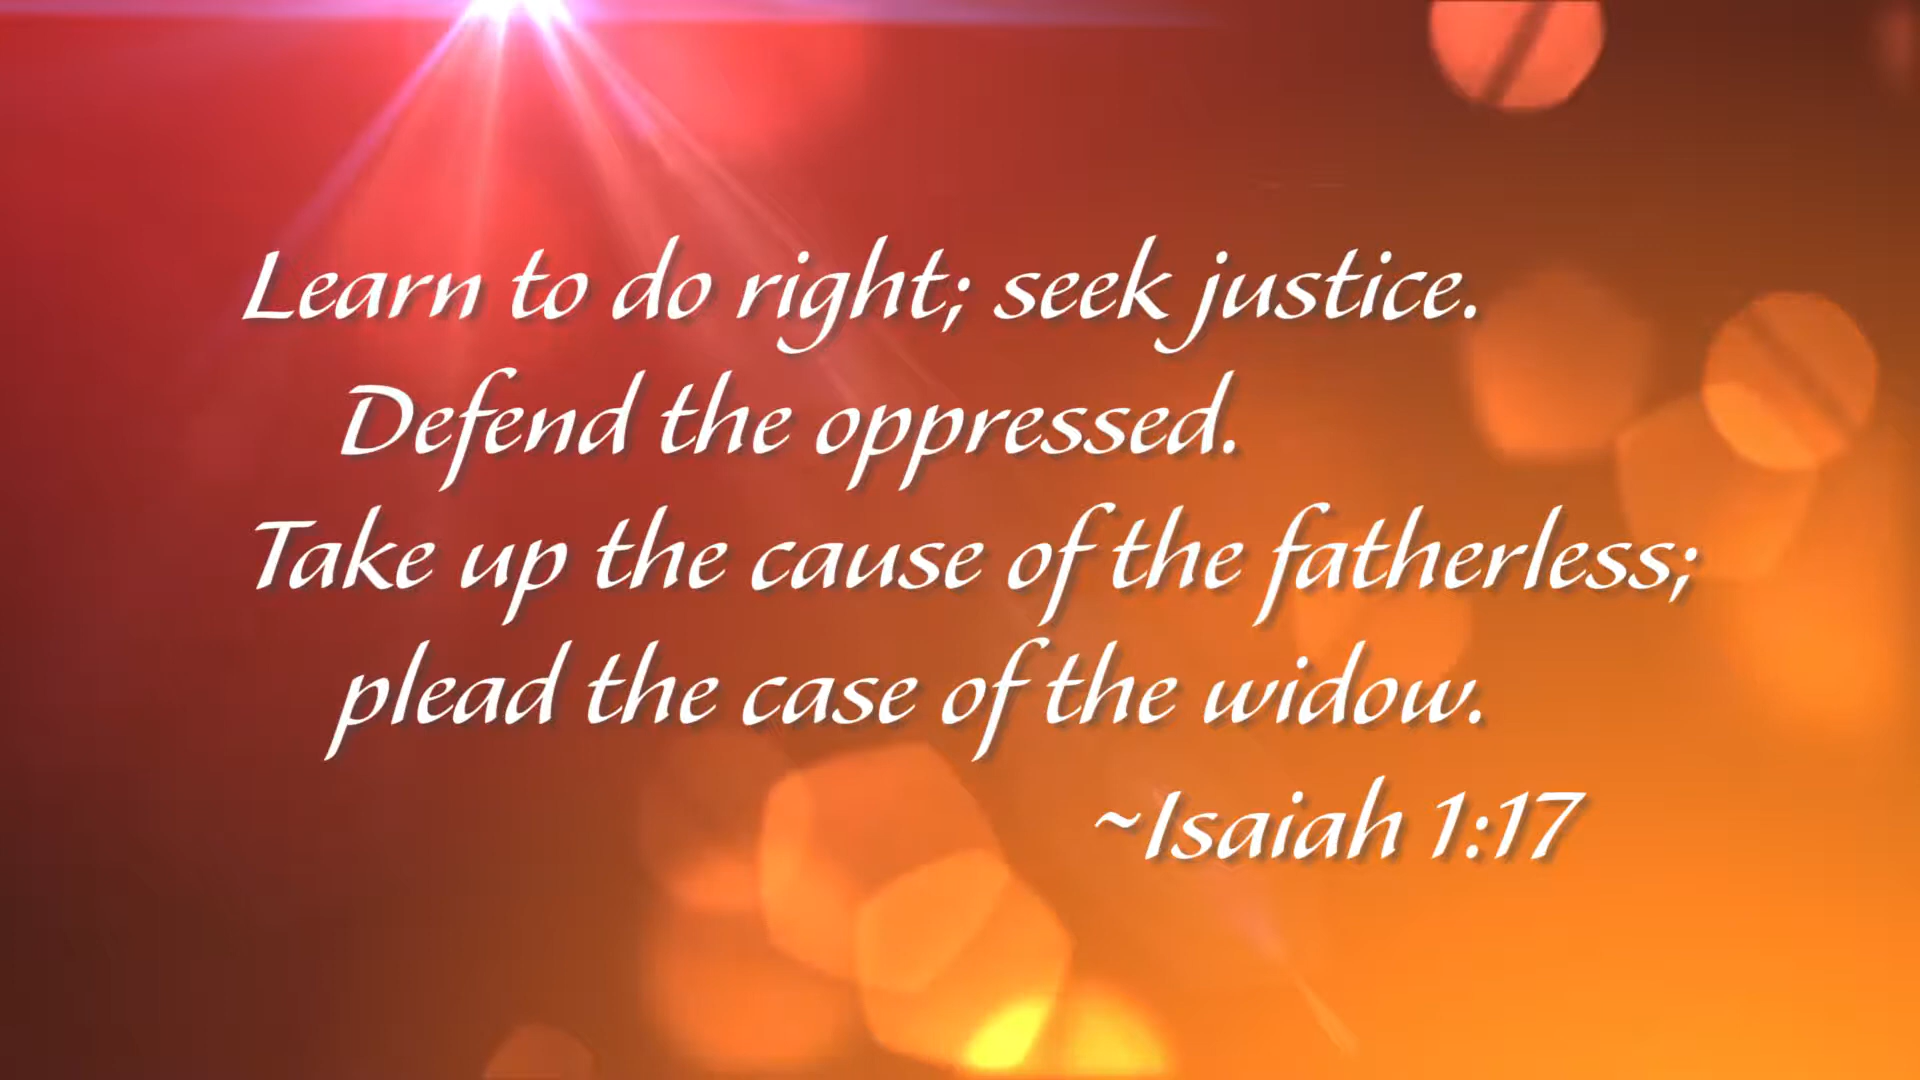 Learn to do right; seek justice.
Defend the oppressed.
Take up the cause of the fatherless;
plead the case of the widow.
~Isaiah 1:17